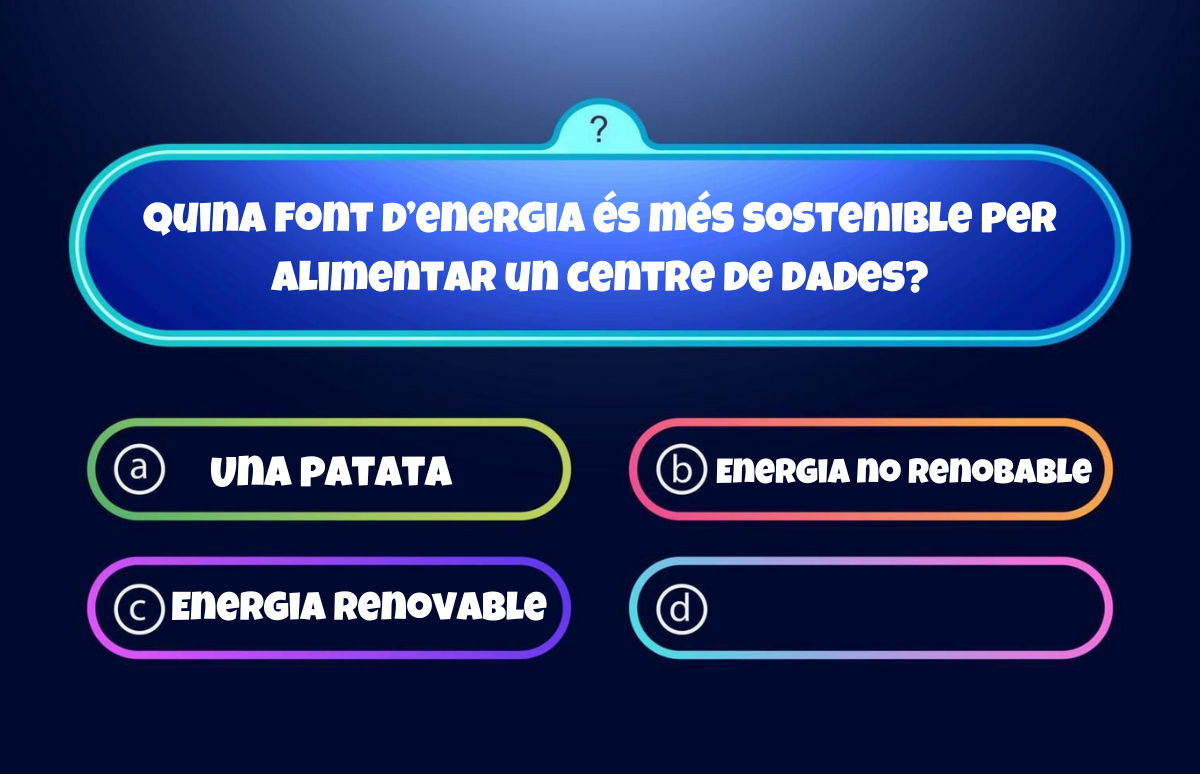 ?
Quina font d'energia és més sostenible per
alimentar un centre de dades?
a Una patata
b Energia no renobable
c Energia renovable
d